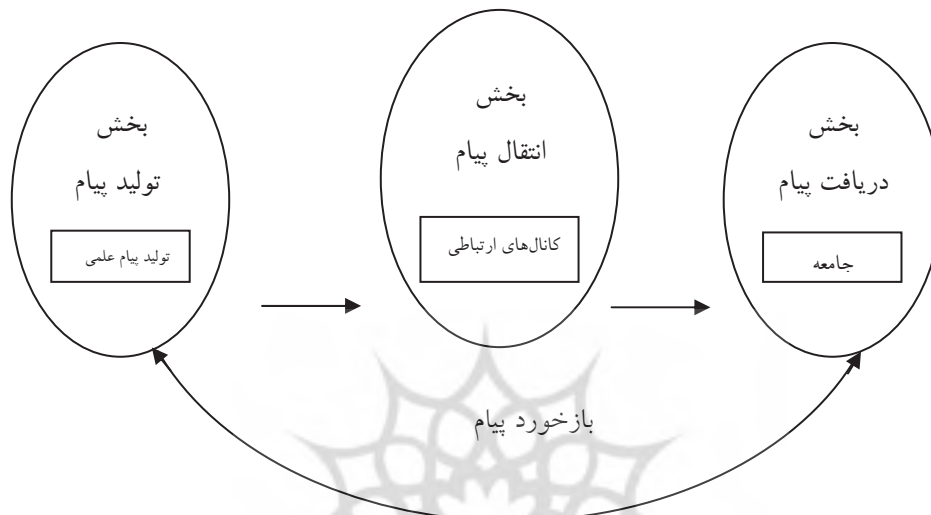 بخش
تولید پیام
تولید پیام علمی
بخش
انتقال پیام
کانال‌های ارتباطی
بخش
دریافت پیام
جامعه
بازخورد پیام